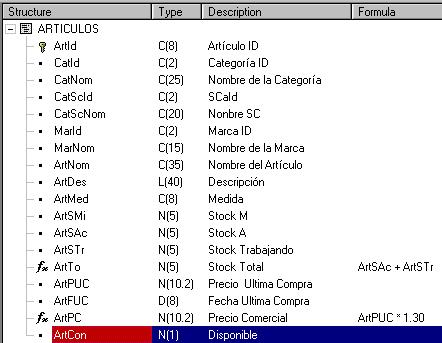 Structure Type Description Formula
ARTICULOS
ArtId C(8) Artículo ID
CatId C(2) Categoría ID
CatNom C(25) Nombre de la Categoría
CatScId C(2) SCaId
CatScNom C(20) Nonbre SC
MarId C(2) Marca ID
MarNom C(15) Nombre de la Marca
ArtNom C(35) Nombre del Artículo
ArtDes L(40) Descripción
ArtMed C(8) Medida
ArtSMi N(5) Stock M
ArtSAc N(5) Stock A
ArtSTr N(5) Stock Trabajando
fx ArtTo N(5) Stock Total ArtSAc + ArtSTr
ArtPUC N(10.2) Precio Ultima Compra
ArtFUC D(8) Fecha Ultima Compra
fx ArtPC N(10.2) Precio Comercial ArtPUC * 1.30
ArtCon N(1) Disponible